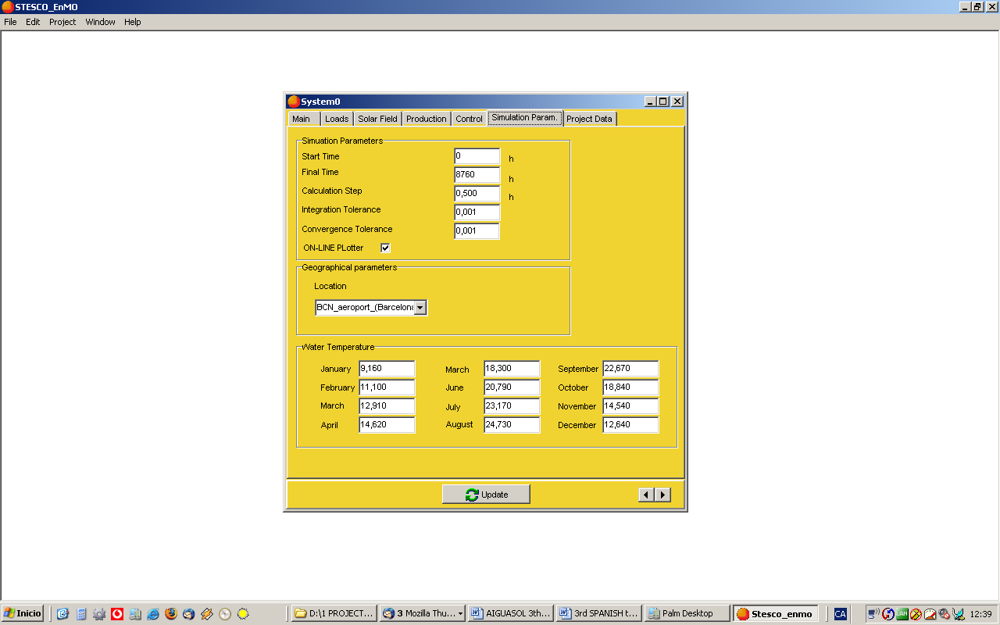 STESCO_EnMO
File Edit Project Window Help
System0
Main Loads Solar Field Production Control Simulation Param. Project Data
Simuation Parameters
Start Time 0 h
Final Time 8760 h
Calculation Step 0,500 h
Integration Tolerance 0,001
Convergence Tolerance 0,001
ON-LINE PLotter
Geographical parameters
Location
BCN_aeroport_(Barcelona
Water Temperature
January 9,160 March 18,300 September 22,670
February 11,100 June 20,790 October 18,840
March 12,910 July 23,170 November 14,540
April 14,620 August 24,730 December 12,640
Update
Inicio D:\1 PROJECT... 3 Mozilla Thu... AIGUASOL 3th... 3rd SPANISH t... Palm Desktop Stesco_enmo CA LAN 12:39